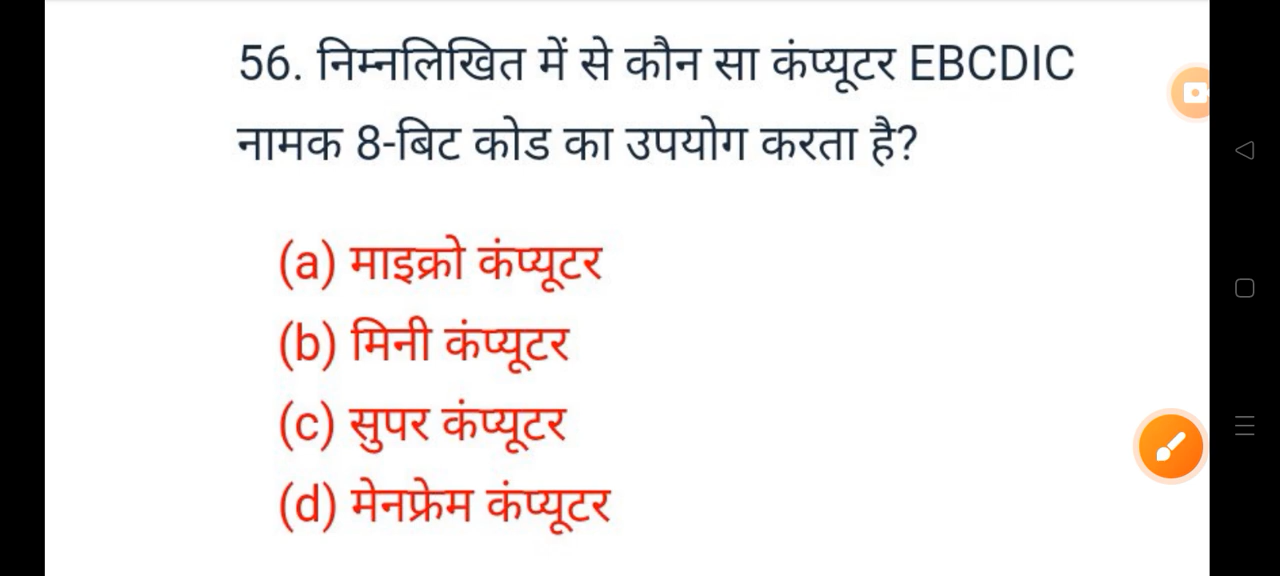 56. निम्नलिखित में से कौन सा कंप्यूटर EBCDIC
नामक 8-बिट कोड का उपयोग करता है?
(a) माइक्रो कंप्यूटर
(b) मिनी कंप्यूटर
(c) सुपर कंप्यूटर
(d) मेनफ्रेम कंप्यूटर